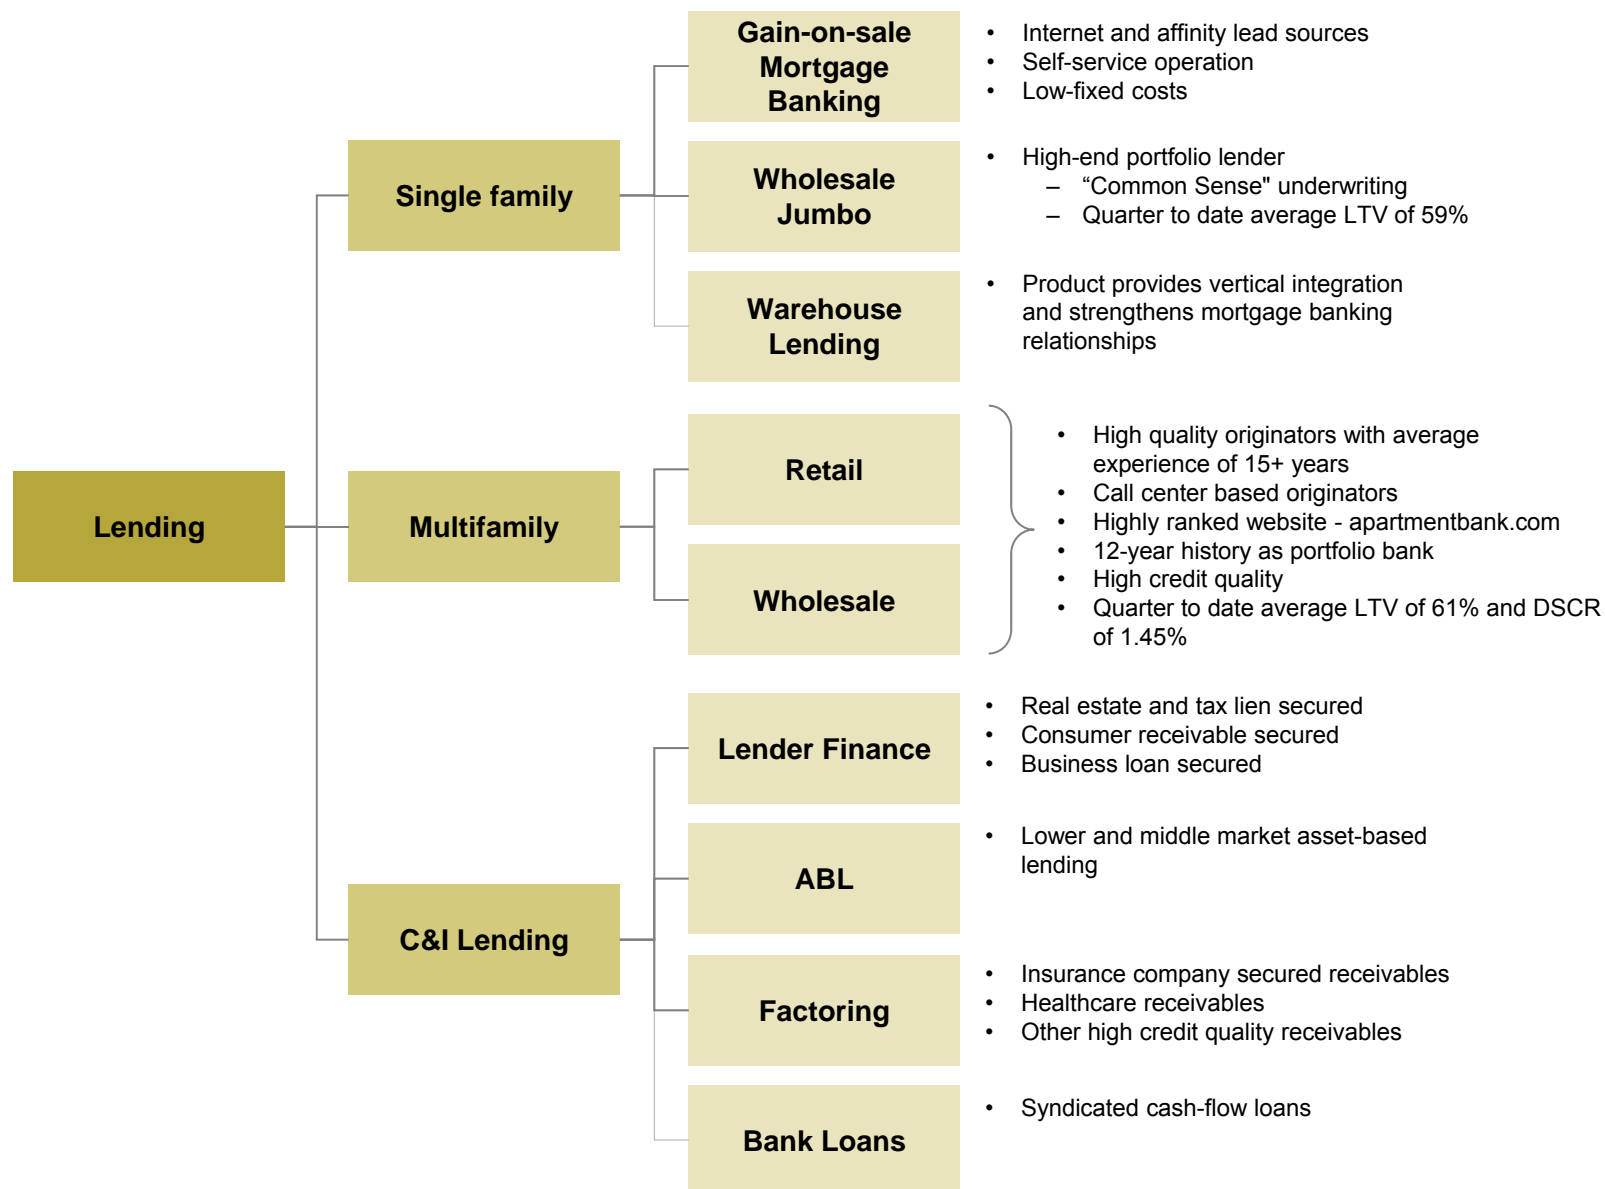 Gain-on-sale
Mortgage
Banking
• Internet and affinity lead sources
• Self-service operation
• Low-fixed costs
Single family
Wholesale
Jumbo
• High-end portfolio lender
– “Common Sense" underwriting
– Quarter to date average LTV of 59%
Warehouse
Lending
• Product provides vertical integration
and strengthens mortgage banking
relationships
Lending
Multifamily
Retail
Wholesale
• High quality originators with average
experience of 15+ years
• Call center based originators
• Highly ranked website - apartmentbank.com
• 12-year history as portfolio bank
• High credit quality
• Quarter to date average LTV of 61% and DSCR
of 1.45%
C&I Lending
Lender Finance
• Real estate and tax lien secured
• Consumer receivable secured
• Business loan secured
ABL
• Lower and middle market asset-based
lending
Factoring
• Insurance company secured receivables
• Healthcare receivables
• Other high credit quality receivables
Bank Loans
• Syndicated cash-flow loans